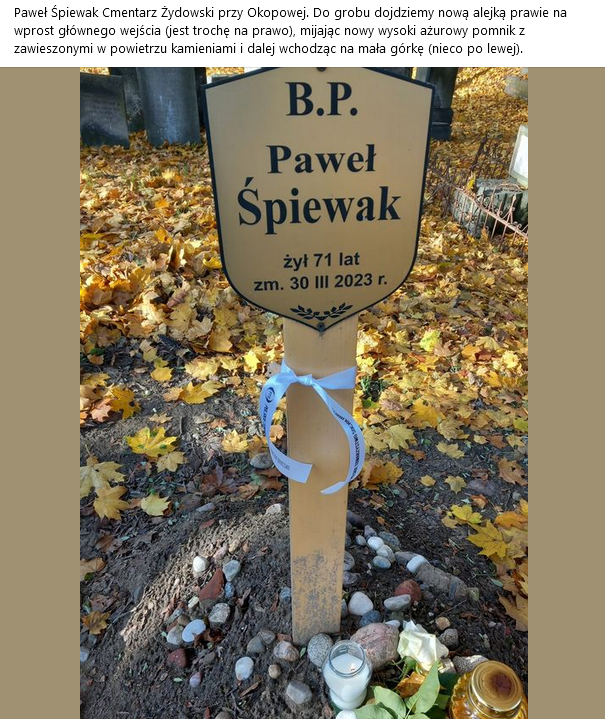 Paweł Śpiewak Cmentarz Żydowski przy Okopowej. Do grobu dojdziemy nową alejką prawie na
wprost głównego wejścia (jest trochę na prawo), mijając nowy wysoki ażurowy pomnik z
zawieszonymi w powietrzu kamieniami i dalej wchodząc na mała górkę (nieco po lewej).
B.P.
Paweł
Śpiewak
żył 71 lat
zm. 30 III 2023 r.